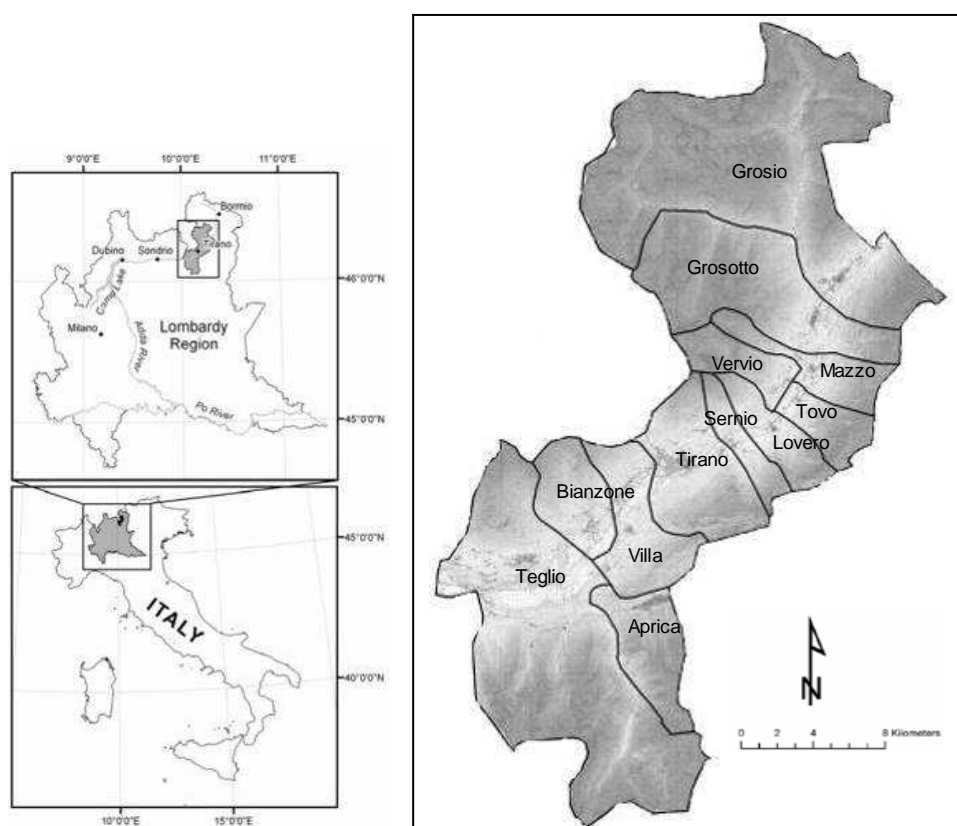 9°0'0"E 10°0'0"E 11°0'0"E
Bormio
Tirano
Dubino Sondrio
46°0'0"N
Como Lake
Milano
Adda River
Lombardy
Region
Po River
45°0'0"N
45°0'0"N
ITALY
40°0'0"N
10°0'0"E 15°0'0"E
Grosio
Grosotto
Vervio
Mazzo
Sernio
Tovo
Lovero
Tirano
Bianzone
Villa
Teglio
Aprica
N
0 2 4 8 Kilometers